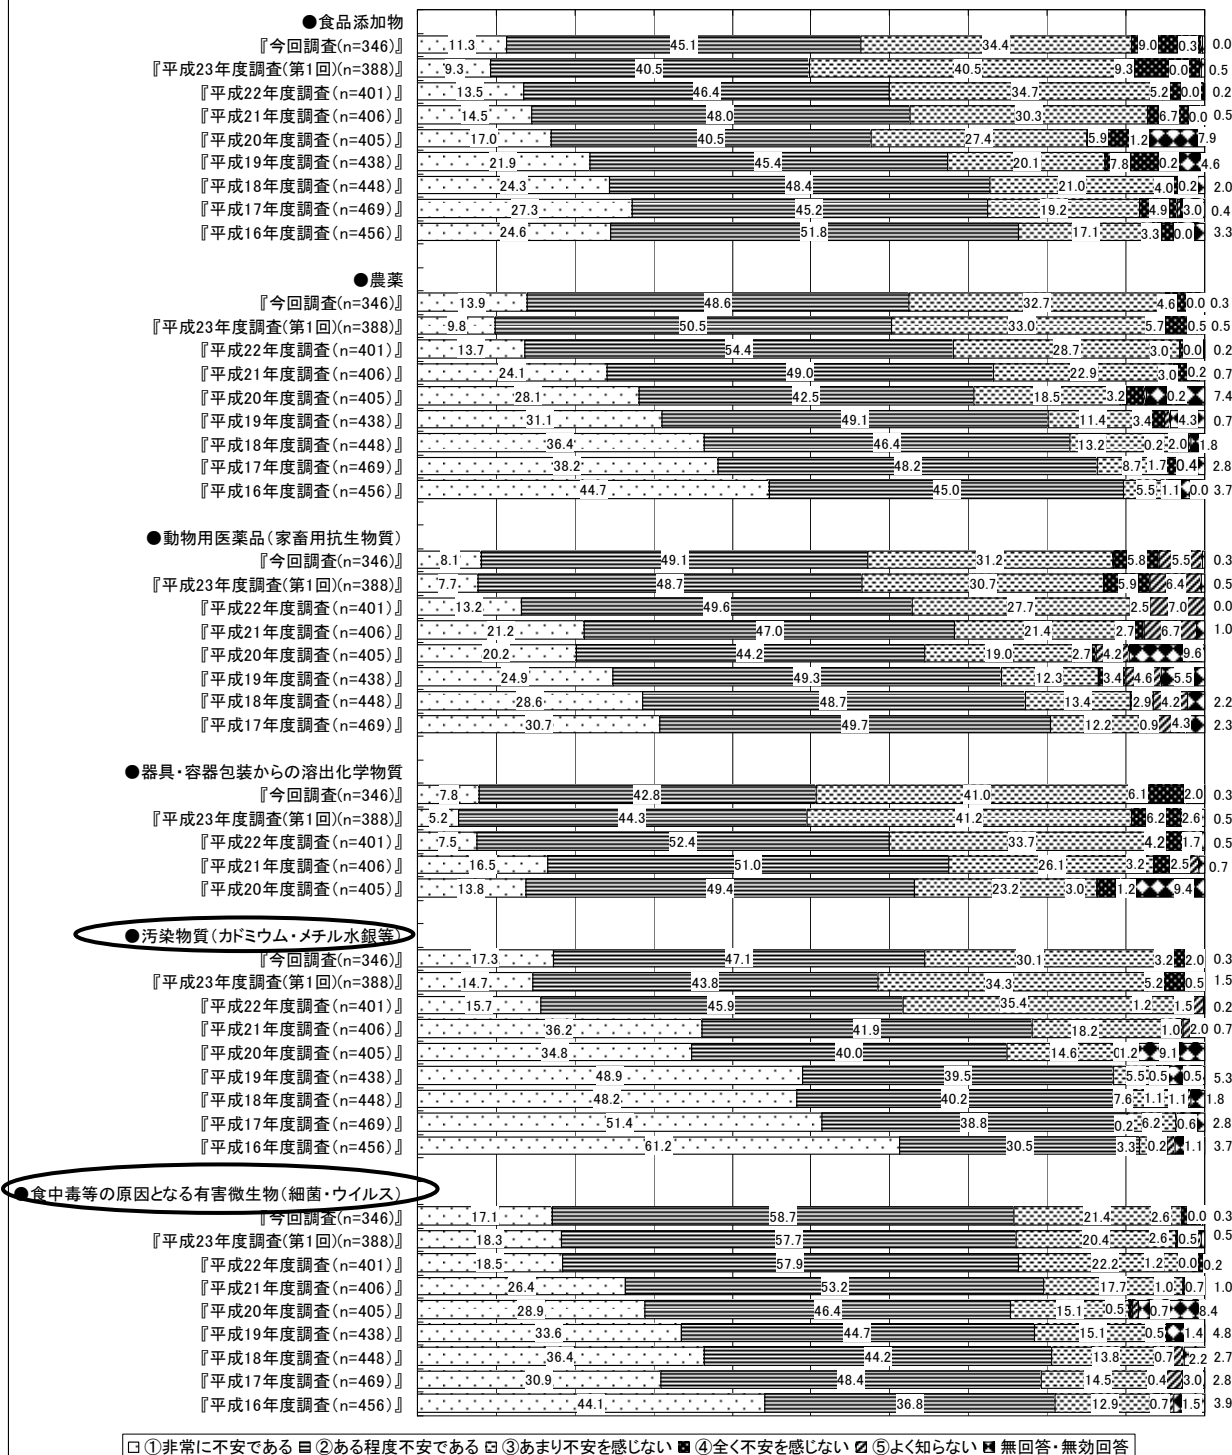 ●食品添加物
『今回調査(n=346)』 11.3 45.1 34.4 9.0 0.3 0.0
『平成23年度調査(第1回)(n=388)』 9.3 40.5 40.5 9.3 0.0 0.5
『平成22年度調査(n=401)』 13.5 46.4 34.7 5.2 0.0 0.2
『平成21年度調査(n=406)』 14.5 48.0 30.3 6.7 0.0 0.5
『平成20年度調査(n=405)』 17.0 40.5 27.4 5.9 1.2 7.9
『平成19年度調査(n=438)』 21.9 45.4 20.1 7.8 0.2 4.6
『平成18年度調査(n=448)』 24.3 48.4 21.0 4.0 0.2 2.0
『平成17年度調査(n=469)』 27.3 45.2 19.2 4.9 3.0 0.4
『平成16年度調査(n=456)』 24.6 51.8 17.1 3.3 0.0 3.3
●農薬
『今回調査(n=346)』 13.9 48.6 32.7 4.6 0.0 0.3
『平成23年度調査(第1回)(n=388)』 9.8 50.5 33.0 5.7 0.5 0.5
『平成22年度調査(n=401)』 13.7 54.4 28.7 3.0 0.0 0.2
『平成21年度調査(n=406)』 24.1 49.0 22.9 3.0 0.2 0.7
『平成20年度調査(n=405)』 28.1 42.5 18.5 3.2 0.2 7.4
『平成19年度調査(n=438)』 31.1 49.1 11.4 3.4 4.3 0.7
『平成18年度調査(n=448)』 36.4 46.4 13.2 0.2 2.0 1.8
『平成17年度調査(n=469)』 38.2 48.2 8.7 1.7 0.4 2.8
『平成16年度調査(n=456)』 44.7 45.0 5.5 1.1 0.0 3.7
●動物用医薬品(家畜用抗生物質)
『今回調査(n=346)』 8.1 49.1 31.2 5.8 5.5 0.3
『平成23年度調査(第1回)(n=388)』 7.7 48.7 30.7 5.9 6.4 0.5
『平成22年度調査(n=401)』 13.2 49.6 27.7 2.5 7.0 0.0
『平成21年度調査(n=406)』 21.2 47.0 21.4 2.7 6.7 1.0
『平成20年度調査(n=405)』 20.2 44.2 19.0 2.7 4.2 9.6
『平成19年度調査(n=438)』 24.9 49.3 12.3 3.4 4.6 5.5
『平成18年度調査(n=448)』 28.6 48.7 13.4 2.9 4.2 2.2
『平成17年度調査(n=469)』 30.7 49.7 12.2 0.9 4.3 2.3
●器具・容器包装からの溶出化学物質
『今回調査(n=346)』 7.8 42.8 41.0 6.1 2.0 0.3
『平成23年度調査(第1回)(n=388)』 5.2 44.3 41.2 6.2 2.6 0.5
『平成22年度調査(n=401)』 7.5 52.4 33.7 4.2 1.7 0.5
『平成21年度調査(n=406)』 16.5 51.0 26.1 3.2 2.5 0.7
『平成20年度調査(n=405)』 13.8 49.4 23.2 3.0 1.2 9.4
●汚染物質(カドミウム・メチル水銀等)
『今回調査(n=346)』 17.3 47.1 30.1 3.2 2.0 0.3
『平成23年度調査(第1回)(n=388)』 14.7 43.8 34.3 5.2 0.5 1.5
『平成22年度調査(n=401)』 15.7 45.9 35.4 1.2 1.5 0.2
『平成21年度調査(n=406)』 36.2 41.9 18.2 1.0 2.0 0.7
『平成20年度調査(n=405)』 34.8 40.0 14.6 1.2 9.1
『平成19年度調査(n=438)』 48.9 39.5 5.5 0.5 0.5 5.3
『平成18年度調査(n=448)』 48.2 40.2 7.6 1.1 1.1 1.8
『平成17年度調査(n=469)』 51.4 38.8 0.2 6.2 0.6 2.8
『平成16年度調査(n=456)』 61.2 30.5 3.3 0.2 1.1 3.7
●食中毒等の原因となる有害微生物(細菌・ウイルス)
『今回調査(n=346)』 17.1 58.7 21.4 2.6 0.0 0.3
『平成23年度調査(第1回)(n=388)』 18.3 57.7 20.4 2.6 0.5 0.5
『平成22年度調査(n=401)』 18.5 57.9 22.2 1.2 0.0 0.2
『平成21年度調査(n=406)』 26.4 53.2 17.7 1.0 0.7 1.0
『平成20年度調査(n=405)』 28.9 46.4 15.1 0.5 0.7 8.4
『平成19年度調査(n=438)』 33.6 44.7 15.1 0.5 1.4 4.8
『平成18年度調査(n=448)』 36.4 44.2 13.8 0.7 2.2 2.7
『平成17年度調査(n=469)』 30.9 48.4 14.5 0.4 3.0 2.8
『平成16年度調査(n=456)』 44.1 36.8 12.9 0.7 1.5 3.9
①非常に不安である ②ある程度不安である ③あまり不安を感じない ④全く不安を感じない ⑤よく知らない 無回答・無効回答